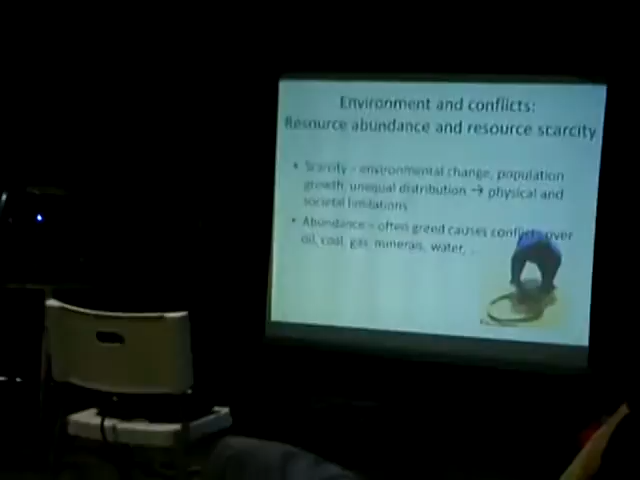 Environment and conflicts:
Resource abundance and resource scarcity
• Scarcity – environmental change, population
growth, unequal distribution → physical and
societal limitations
• Abundance – often greed causes conflicts over
oil, coal, gas, minerals, water, ...